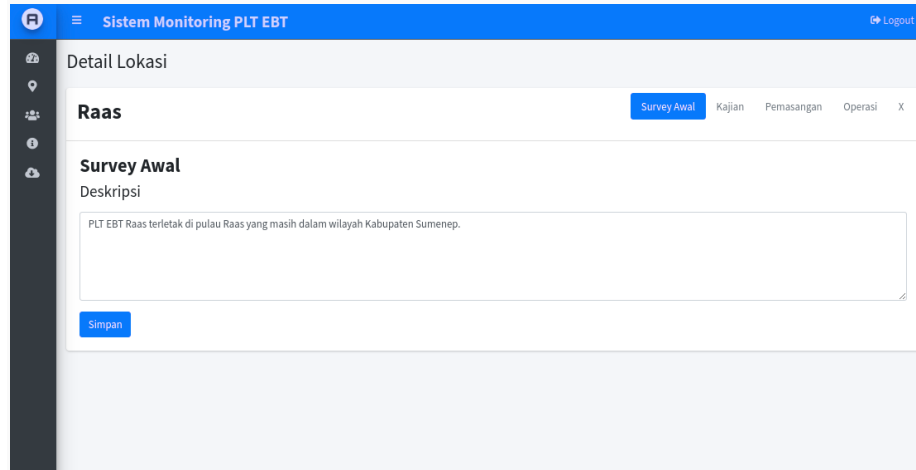 Sistem Monitoring PLT EBT
Logout
Detail Lokasi
Raas
Survey Awal Kajian Pemasangan Operasi X
Survey Awal
Deskripsi
PLT EBT Raas terletak di pulau Raas yang masih dalam wilayah Kabupaten Sumenep.
Simpan